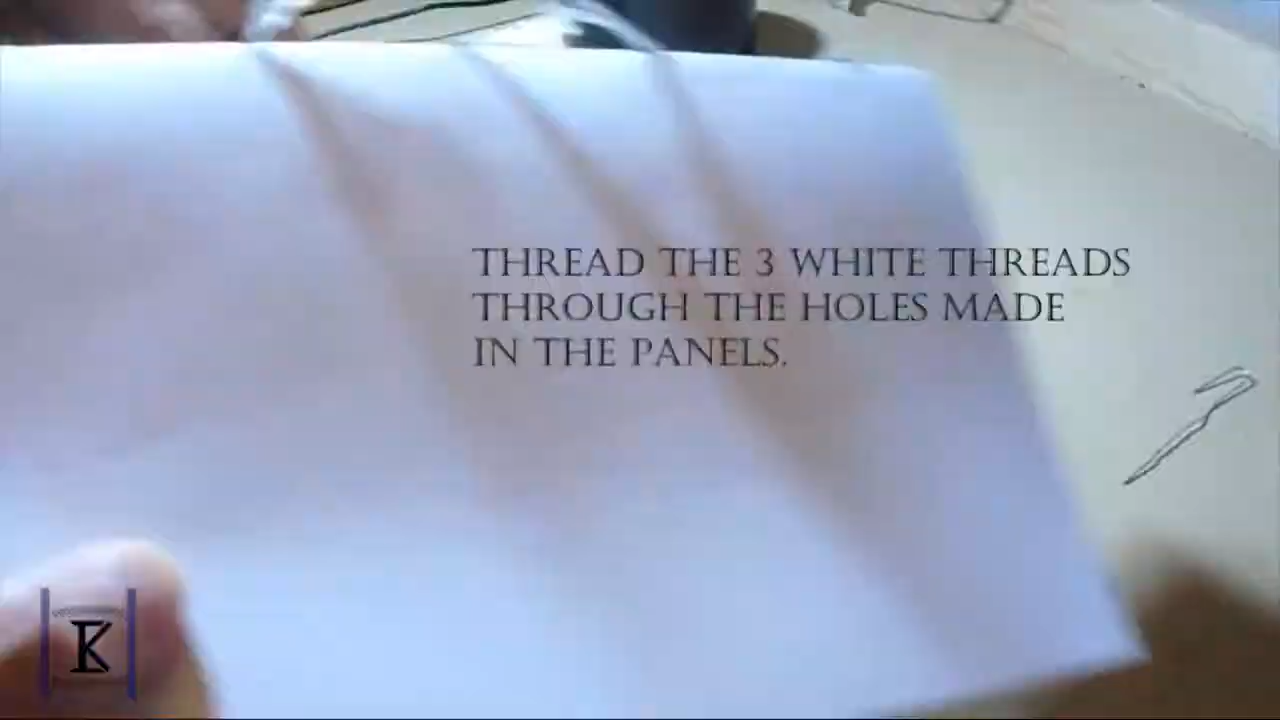 THREAD THE 3 WHITE THREADS
THROUGH THE HOLES MADE
IN THE PANELS.
K